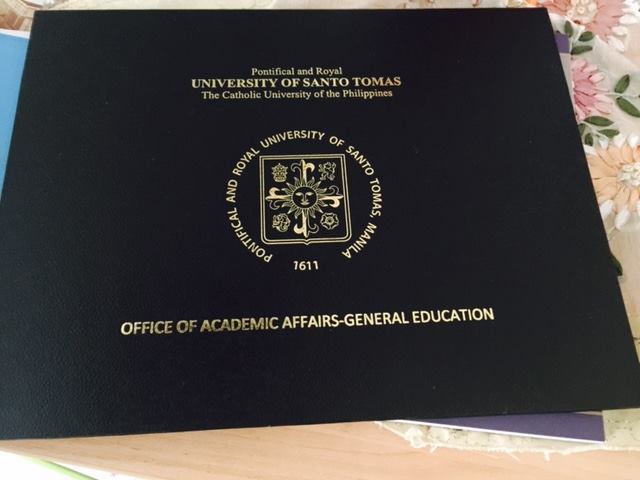 Pontifical and Royal
UNIVERSITY OF SANTO TOMAS
The Catholic University of the Philippines
PONTIFICAL AND ROYAL UNIVERSITY OF SANTO TOMAS, MANILA
1611
OFFICE OF ACADEMIC AFFAIRS-GENERAL EDUCATION